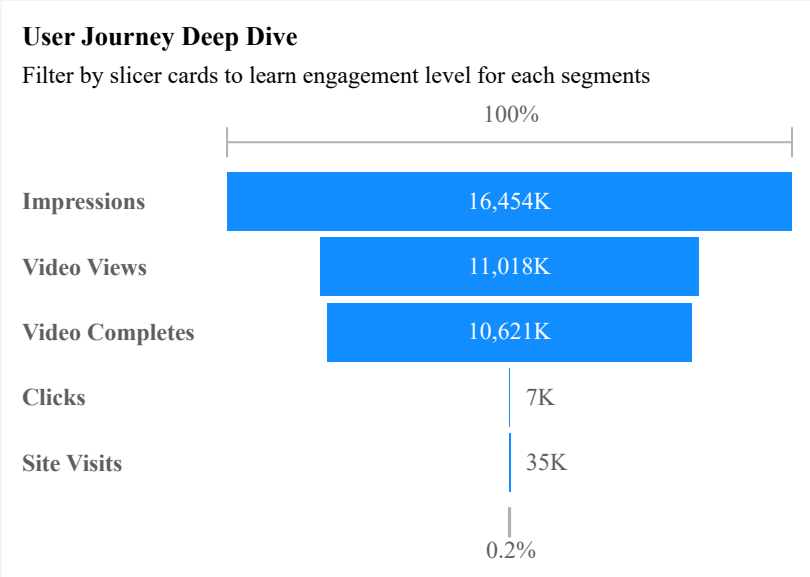 User Journey Deep Dive
Filter by slicer cards to learn engagement level for each segments
100%
Impressions 16,454K
Video Views 11,018K
Video Completes 10,621K
Clicks 7K
Site Visits 35K
0.2%